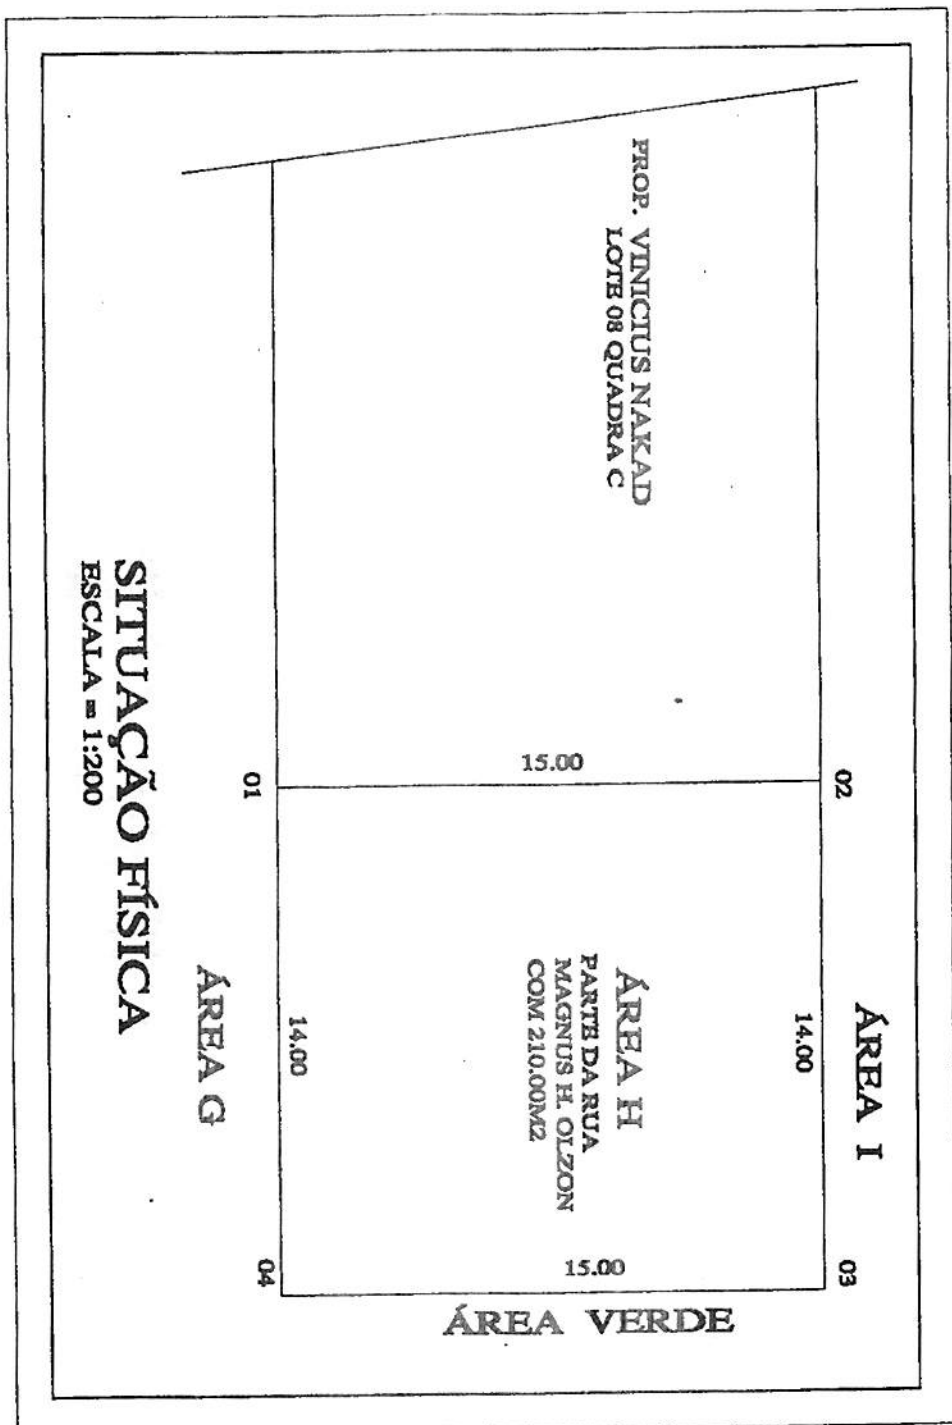 PROP. VINICIUS NAKAD
LOTE 08 QUADRA C
15.00
01
02
ÁREA I
14.00
ÁREA H
PARTE DA RUA
MAGNUS H. OLZON
COM 210.00M2
14.00
ÁREA G
15.00
03
04
ÁREA VERDE
SITUAÇÃO FÍSICA
ESCALA = 1:200